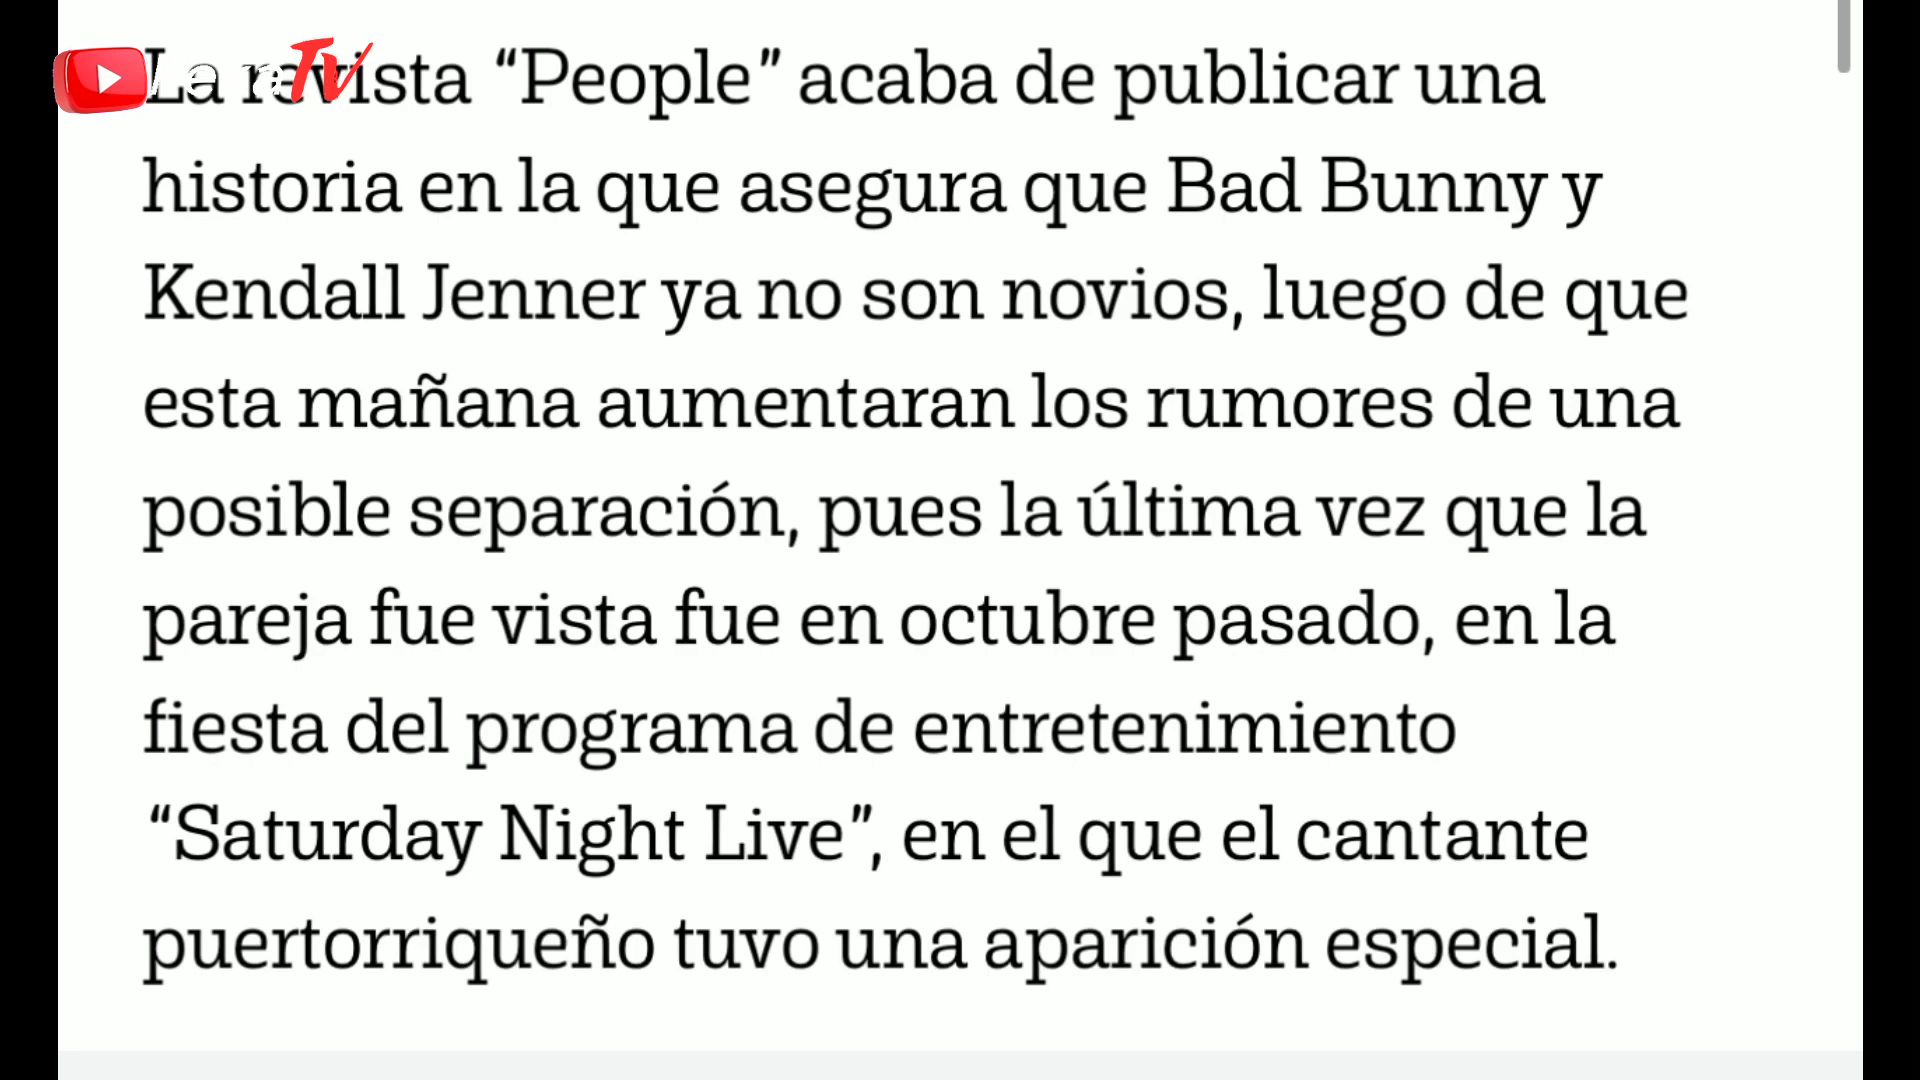 La revista “People” acaba de publicar una
historia en la que asegura que Bad Bunny y
Kendall Jenner ya no son novios, luego de que
esta mañana aumentaran los rumores de una
posible separación, pues la última vez que la
pareja fue vista fue en octubre pasado, en la
fiesta del programa de entretenimiento
“Saturday Night Live”, en el que el cantante
puertorriqueño tuvo una aparición especial.
TV